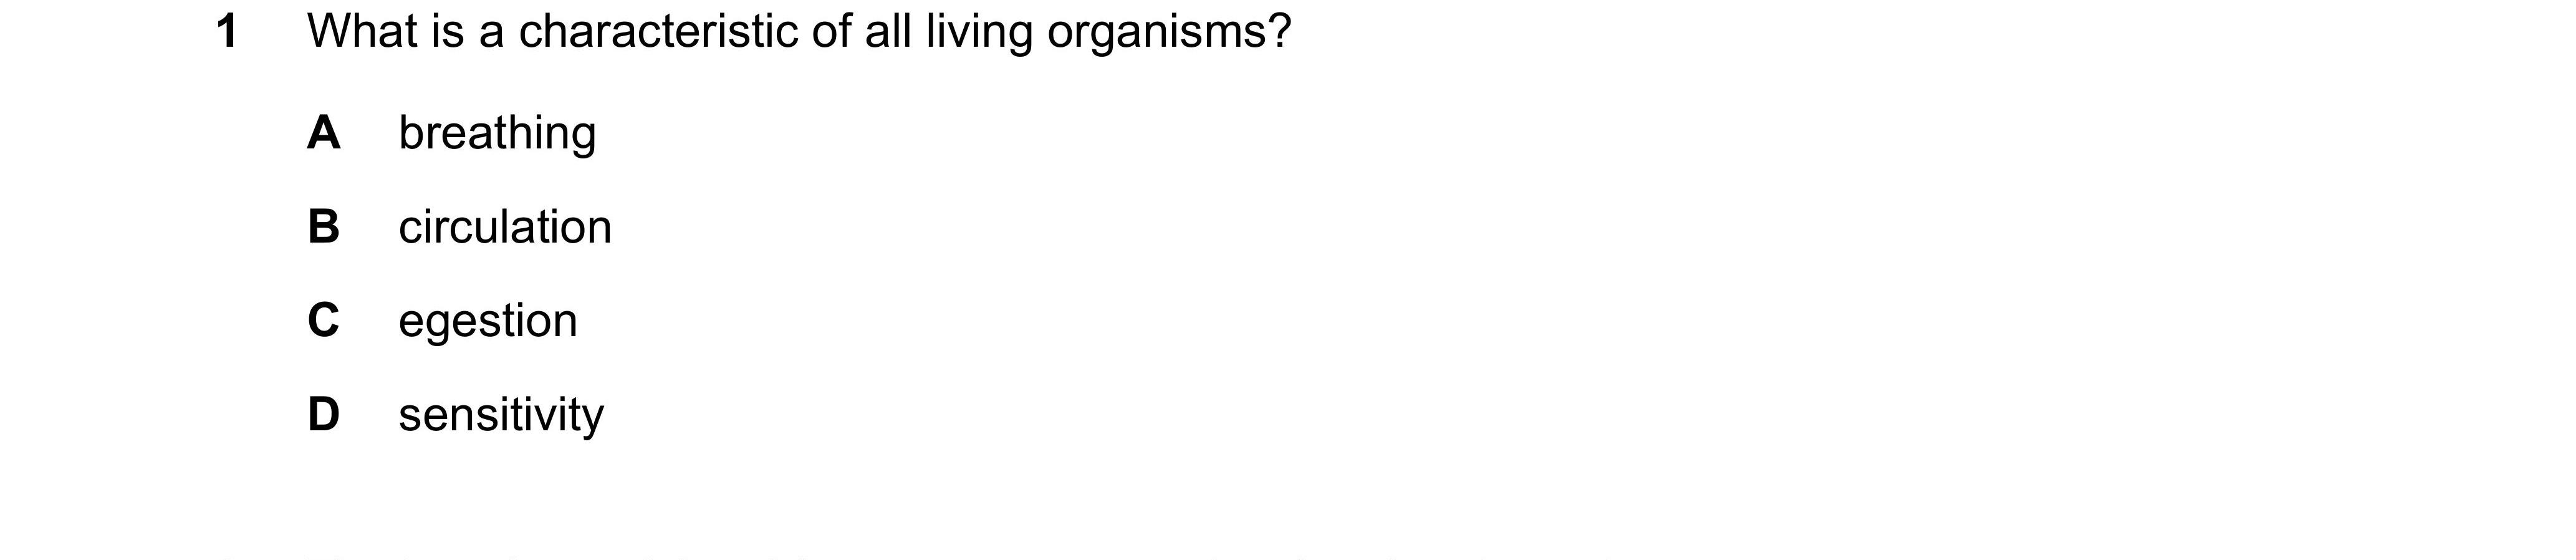 1 What is a characteristic of all living organisms?
A breathing
B circulation
C egestion
D sensitivity